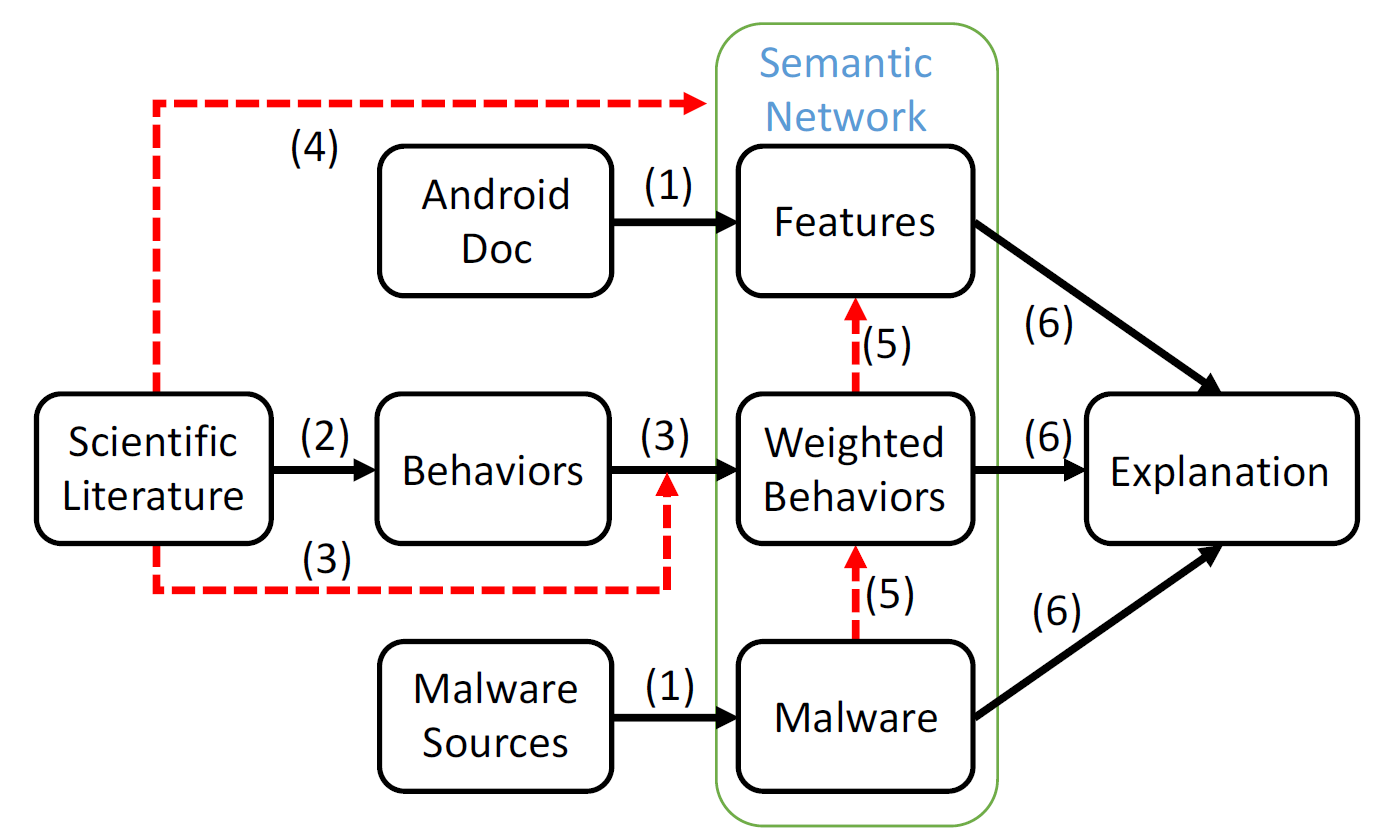 Semantic
Network
(4)
Android
Doc
(1)
Features
(6)
(5)
Scientific
Literature
(2)
Behaviors
(3)
Weighted
Behaviors
(6)
Explanation
(3)
(5)
(6)
Malware
Sources
(1)
Malware